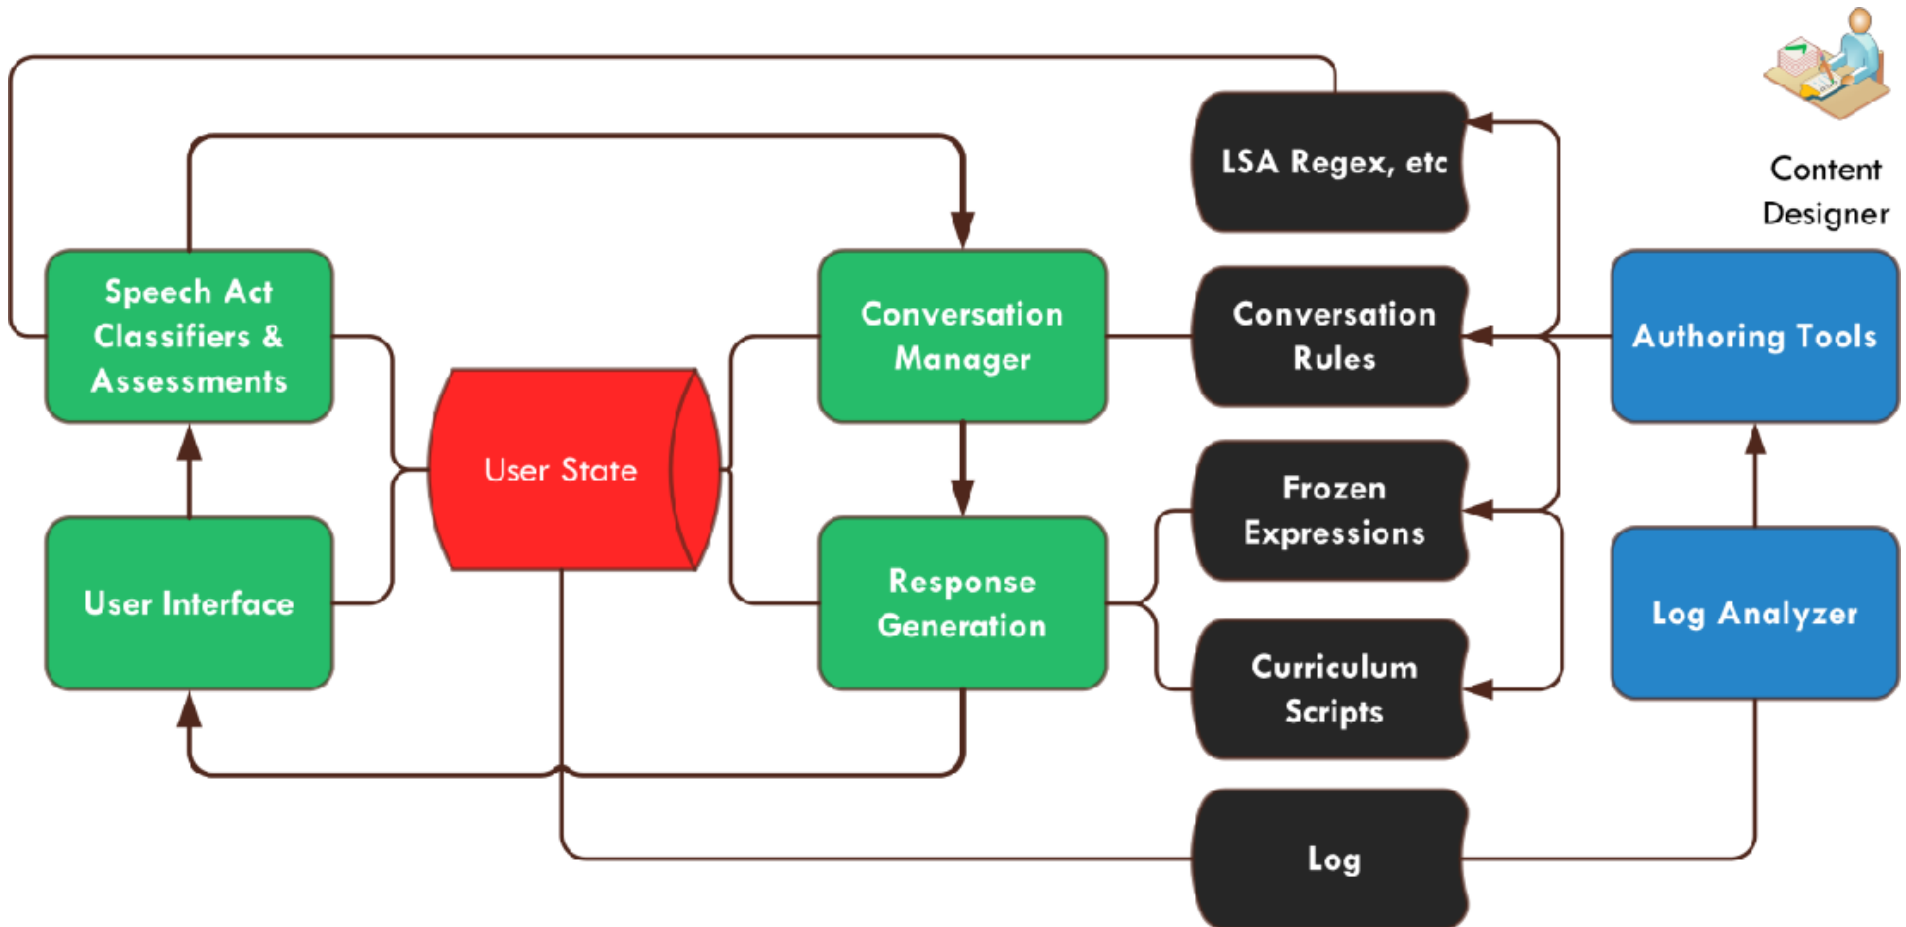 LSA Regex, etc
Content
Designer
Speech Act
Classifiers &
Assessments
Conversation
Manager
Conversation
Rules
Authoring Tools
User State
Frozen
Expressions
User Interface
Response
Generation
Log Analyzer
Curriculum
Scripts
Log